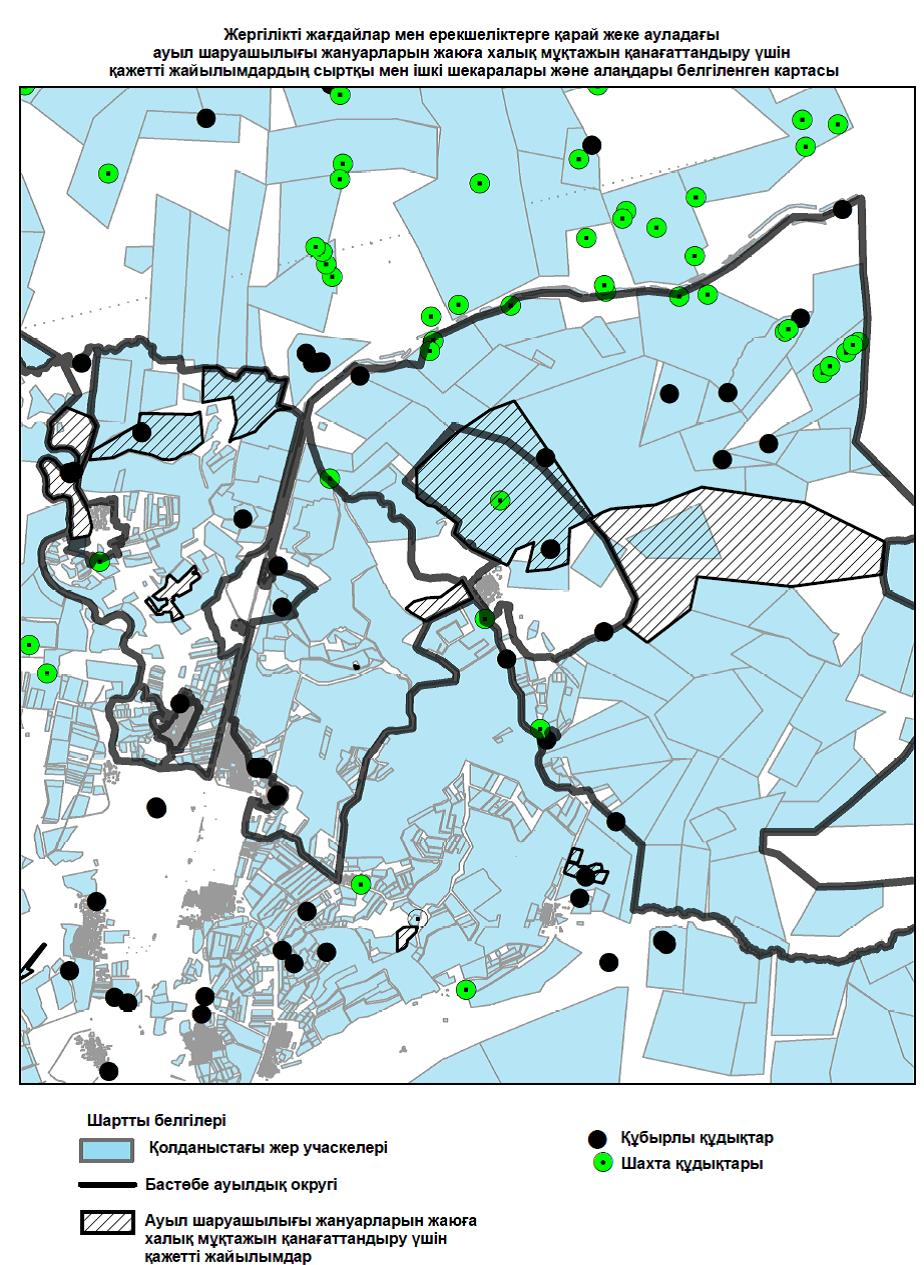 Жергілікті жағдайлар мен ерекшеліктерге қарай жеке ауладағы
ауыл шаруашылығы жануарларын жаюға халық мұқтажын қанағаттандыру үшін
қажетті жайылымдардың сыртқы мен ішкі шекаралары және алаңдары белгіленген картасы
Шартты белгілері
Қолданыстағы жер учаскелері
Бастөбе ауылдық округі
Ауыл шаруашылығы жануарларын жаюға
халық мұқтажын қанағаттандыру үшін
қажетті жайылымдар
Құбырлы құдықтар
Шахта құдықтары